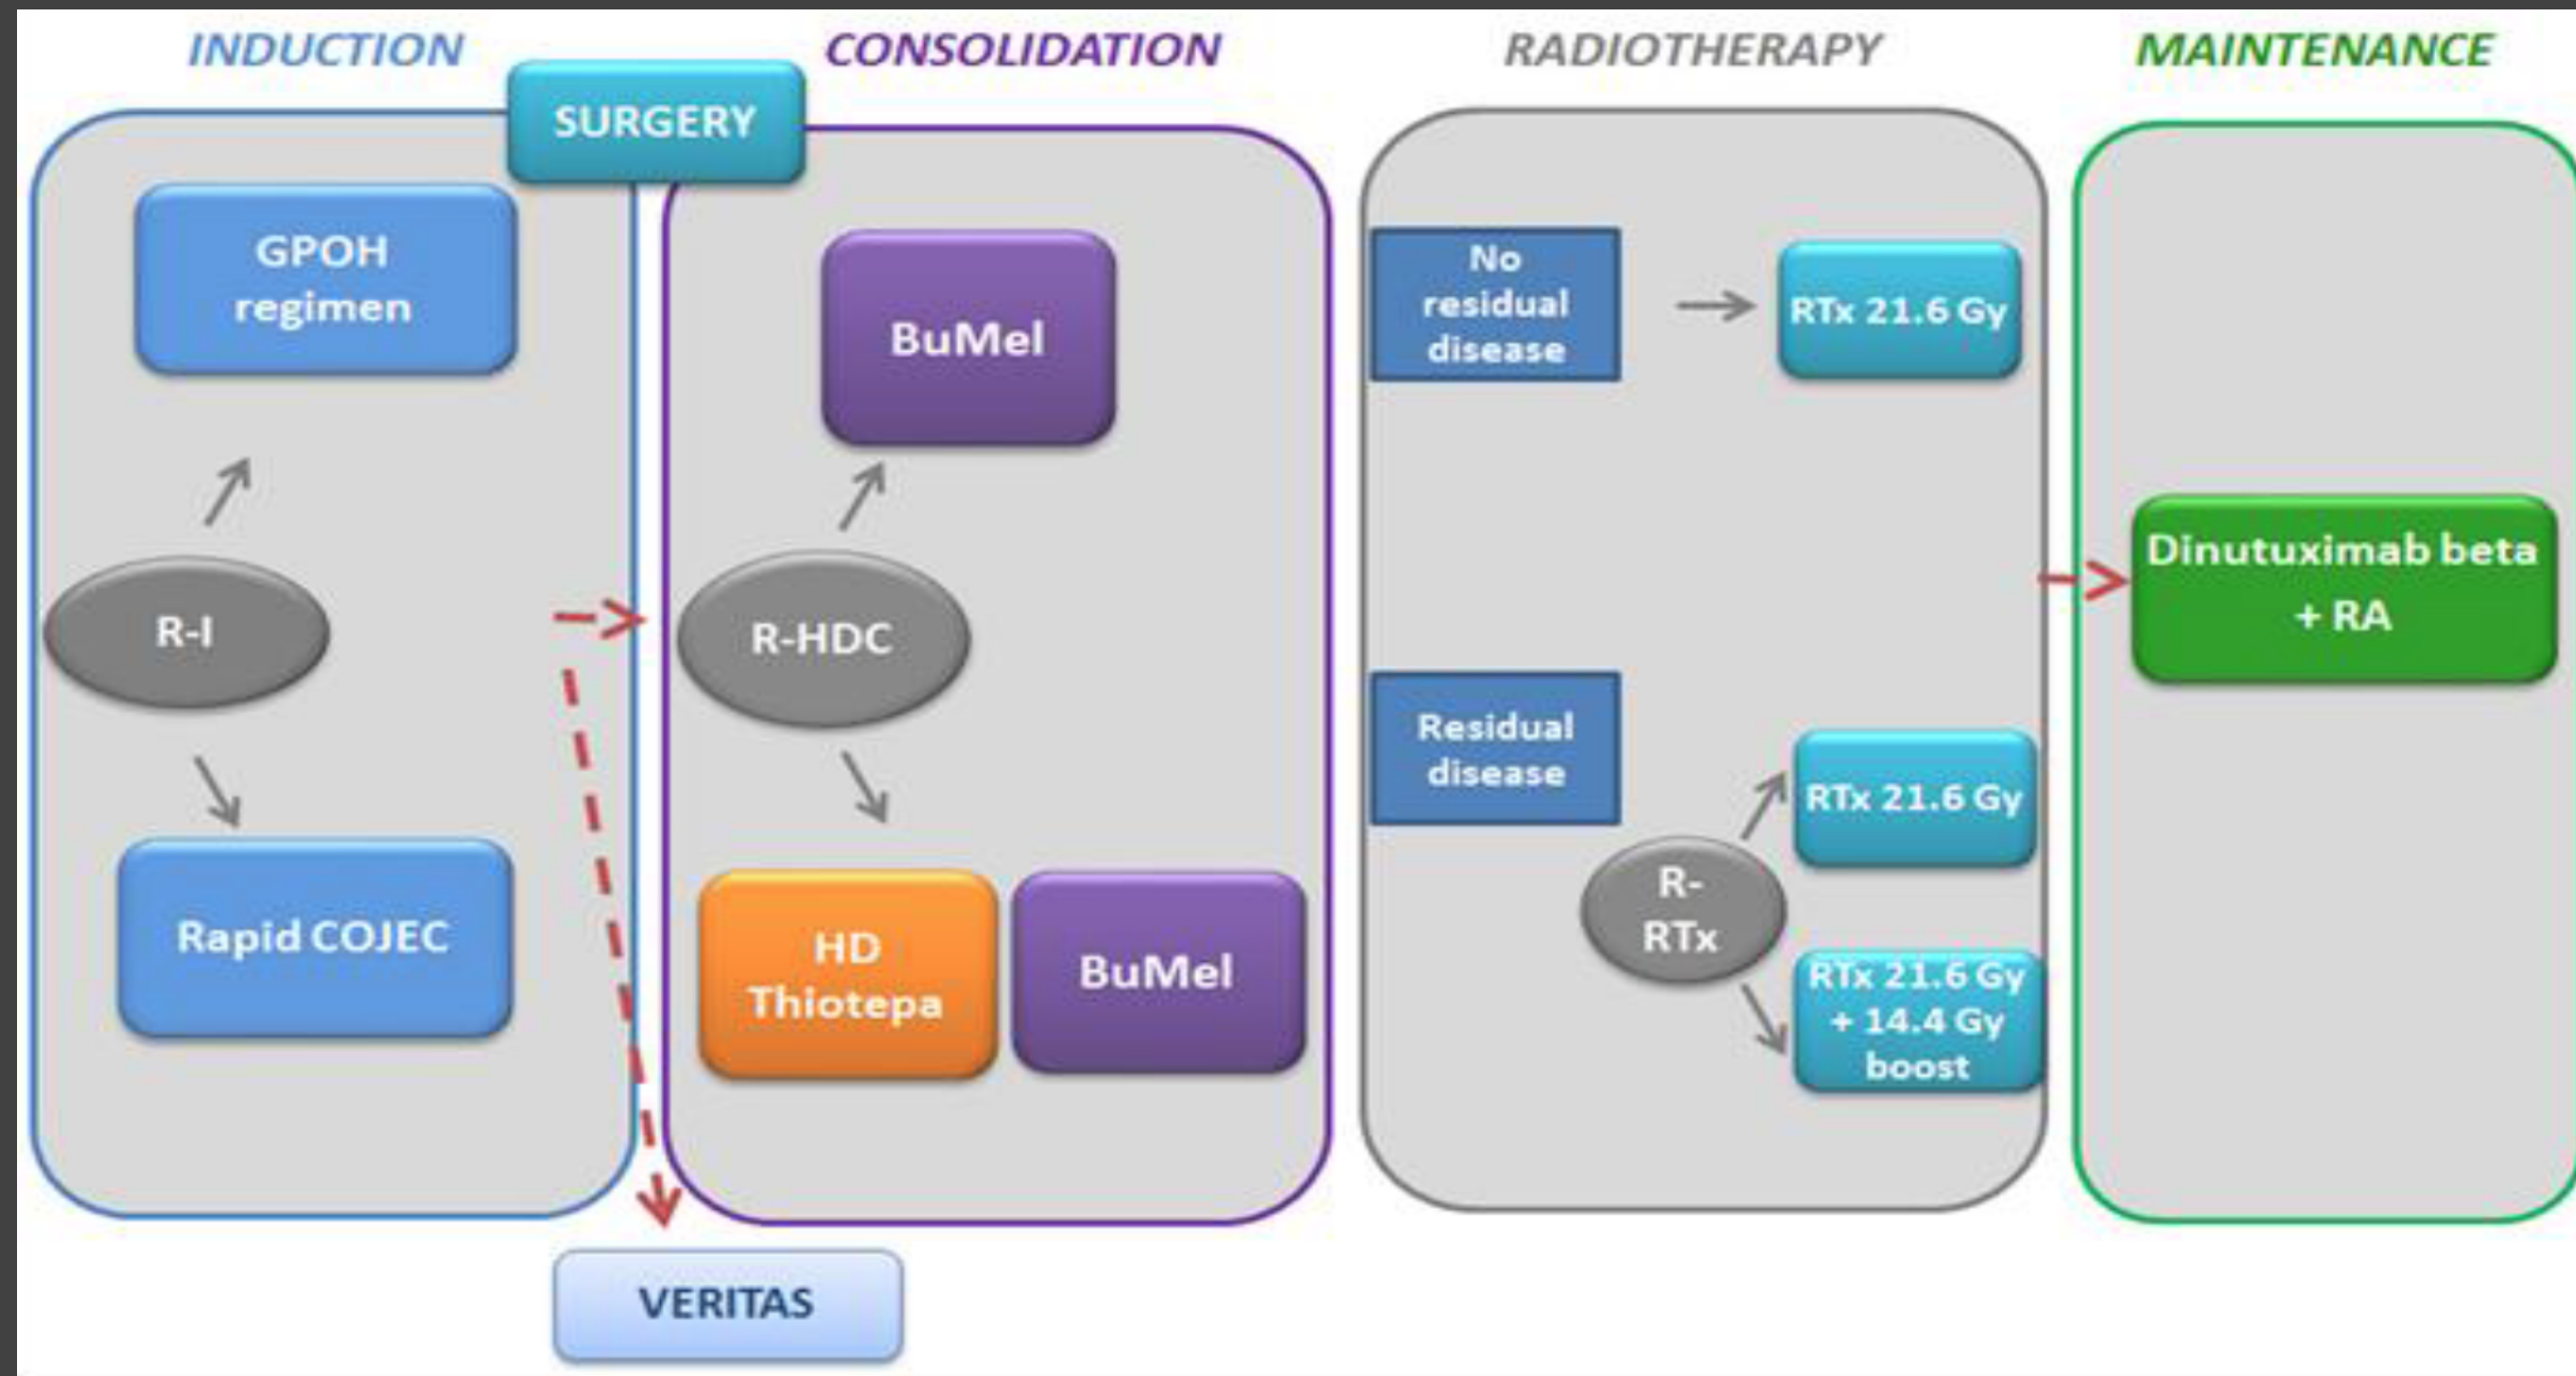 INDUCTION
SURGERY
CONSOLIDATION
RADIOTHERAPY
MAINTENANCE
GPOH
regimen
R-I
Rapid COJEC
BuMel
R-HDC
HD
Thiotepa
BuMel
VERITAS
No
residual
disease
RTx 21.6 Gy
Residual
disease
R-
RTx
RTx 21.6 Gy
RTx 21.6 Gy
+ 14.4 Gy
boost
Dinutuximab beta
+ RA